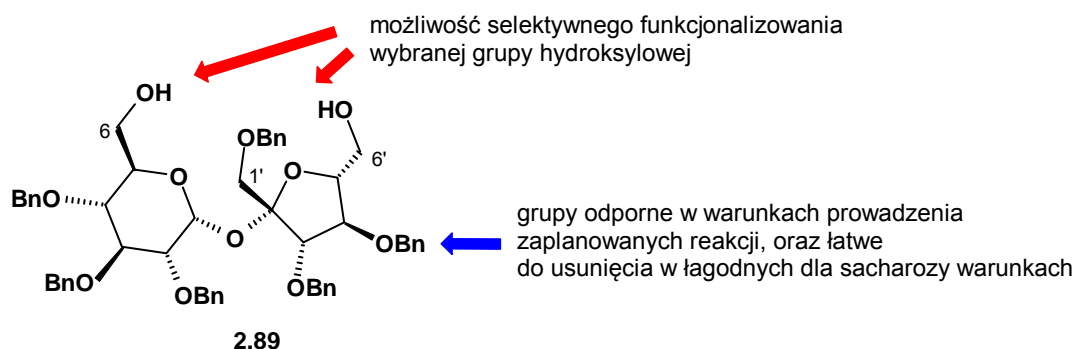 możliwość selektywnego funkcjonalizowania
wybranej grupy hydroksylowej
OH
HO
6
OBn
6'
1'
O
O
BnO
O
OBn
BnO
OBn
OBn
grupy odporne w warunkach prowadzenia
zaplanowanych reakcji, oraz łatwe
do usunięcia w łagodnych dla sacharozy warunkach
2.89